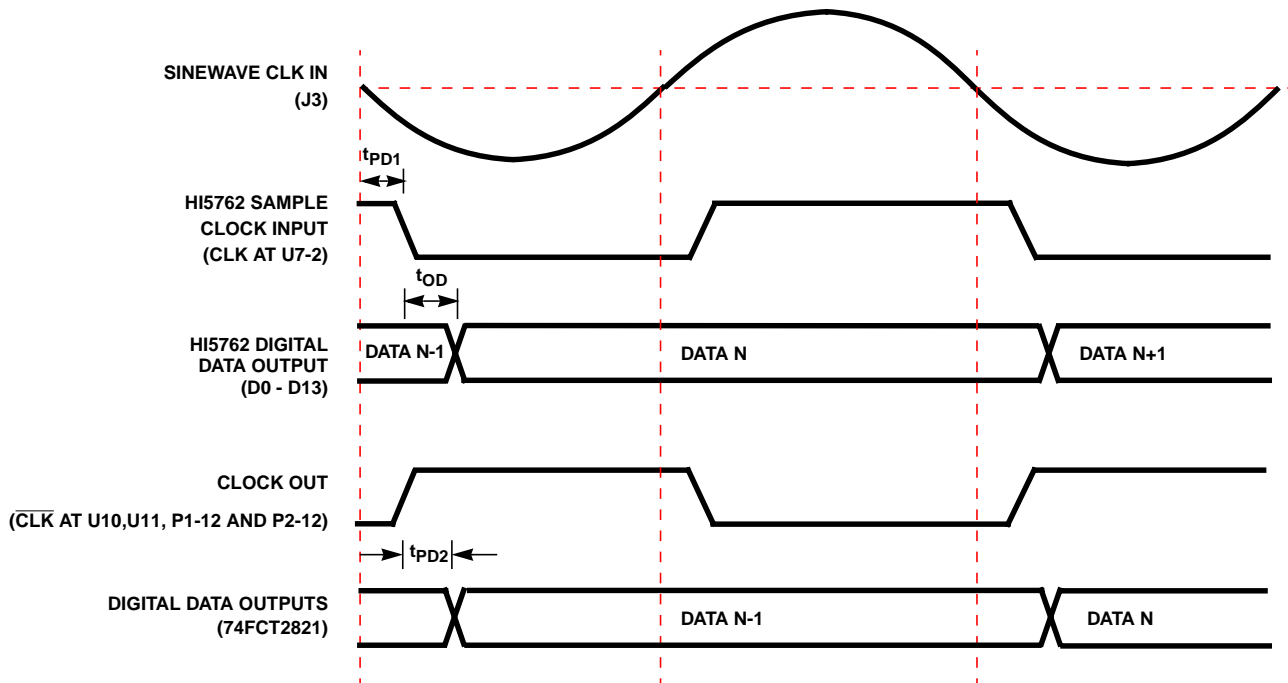 SINEWAVE CLK IN
(J3)
tPD1
HI5762 SAMPLE
CLOCK INPUT
(CLK AT U7-2)
tOD
HI5762 DIGITAL
DATA OUTPUT
(D0 - D13)
DATA N-1
DATA N
DATA N+1
CLOCK OUT
(CLK AT U10,U11, P1-12 AND P2-12)
tPD2
DIGITAL DATA OUTPUTS
(74FCT2821)
DATA N-1
DATA N